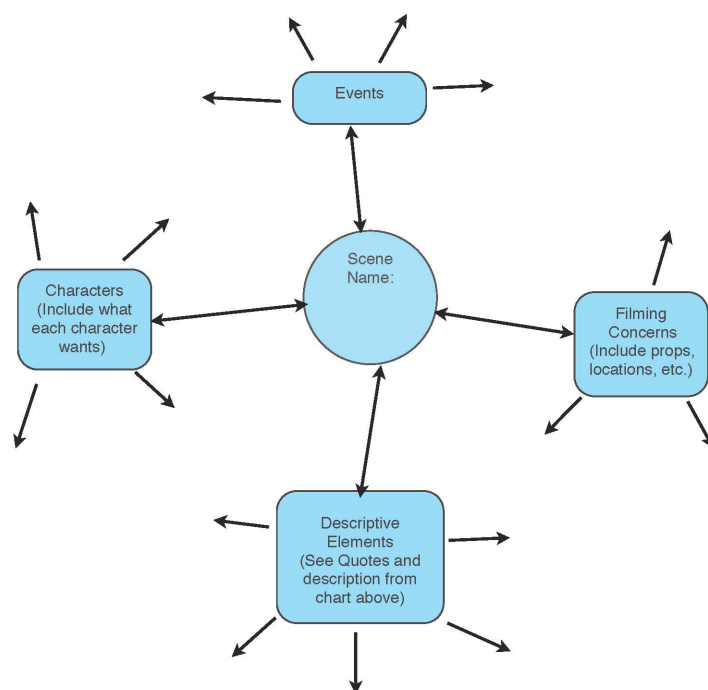 Events
Scene
Name:
Characters
(Include what
each character
wants)
Filming
Concerns
(Include props,
locations, etc.)
Descriptive
Elements
(See Quotes and
description from
chart above)